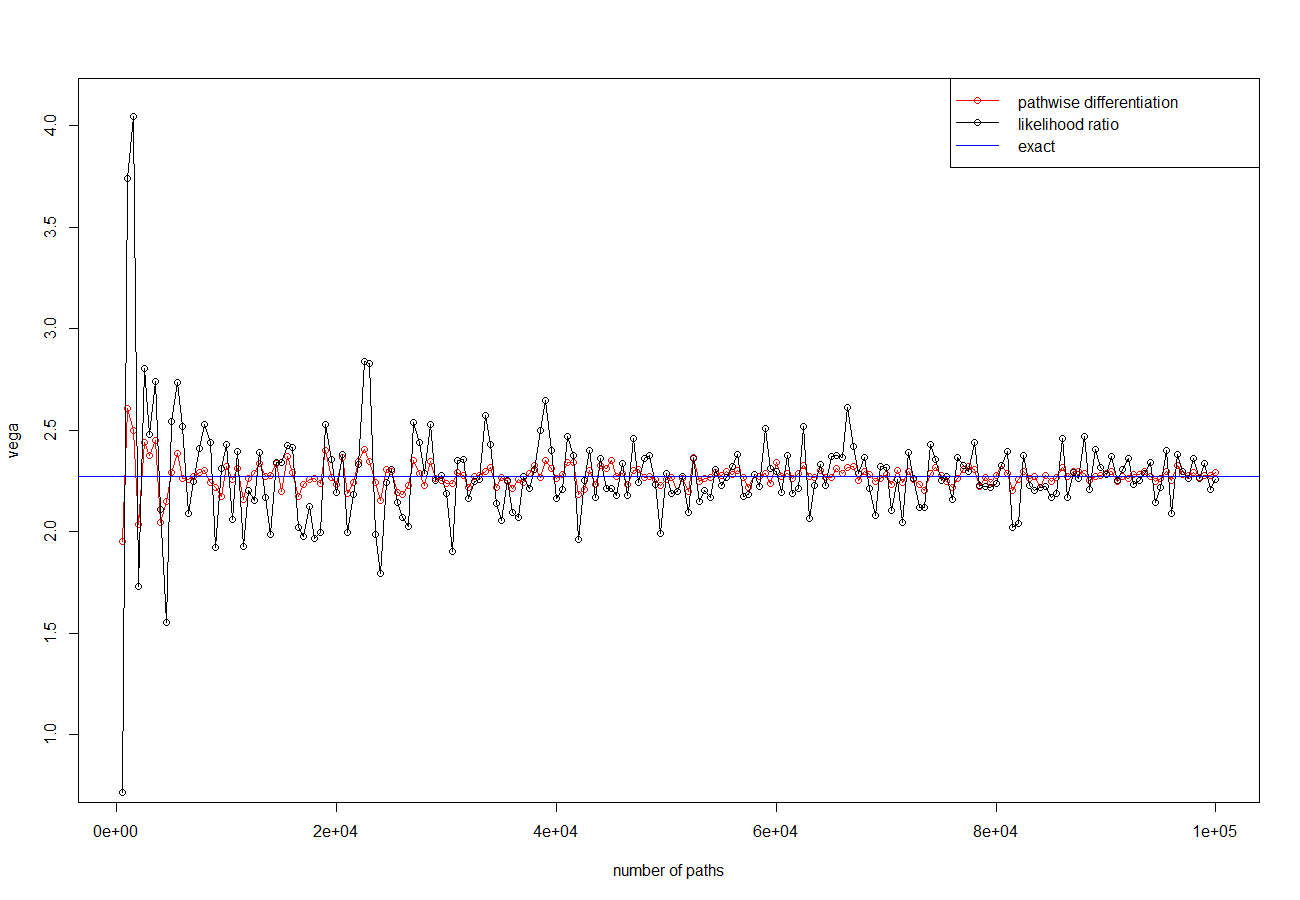 pathwise differentiation
likelihood ratio
exact
vega
4.0
3.5
3.0
2.5
2.0
1.5
1.0
0e+00 2e+04 4e+04 6e+04 8e+04 1e+05
number of paths